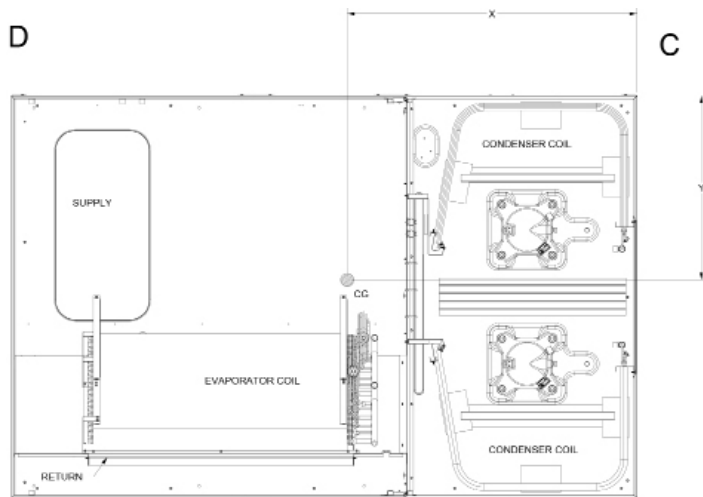 D
X
C
CONDENSER COIL
Y
SUPPLY
CG
EVAPORATOR COIL
CONDENSER COIL
RETURN